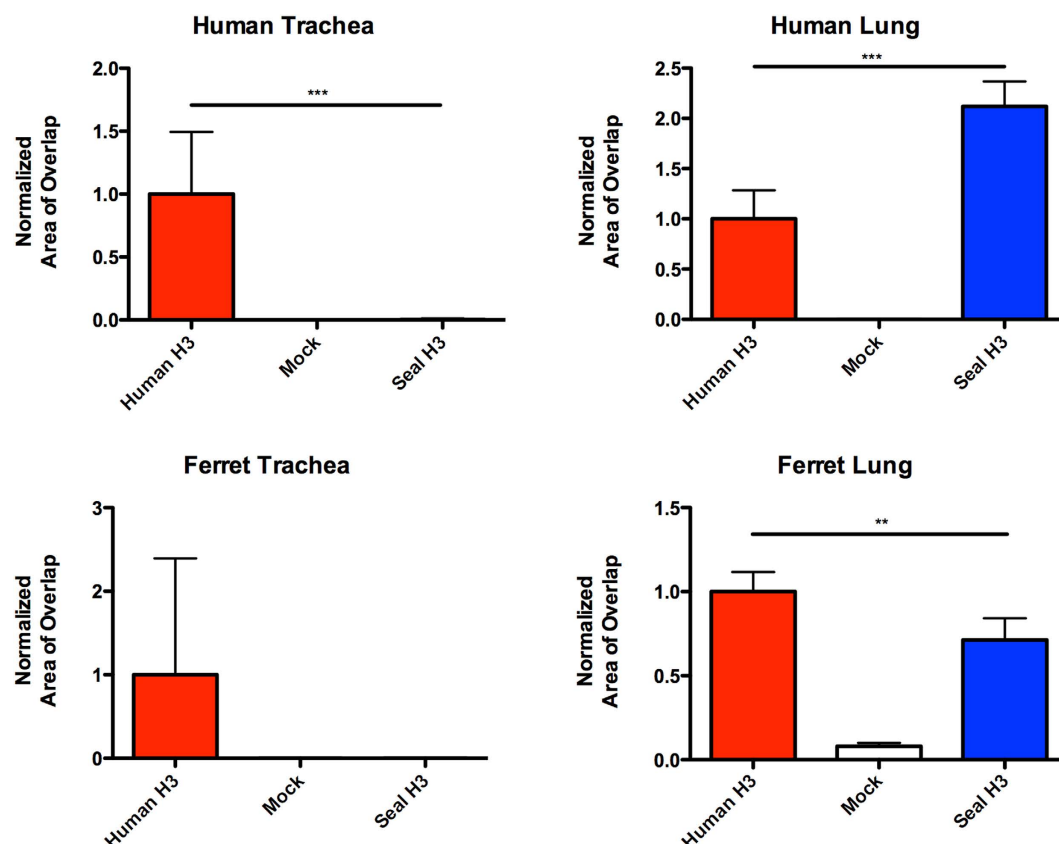 Human Trachea
Normalized
Area of Overlap
2.0
1.5
1.0
0.5
0.0
***
Human H3
Mock
Seal H3
Human Lung
Normalized
Area of Overlap
2.5
2.0
1.5
1.0
0.5
0.0
***
Human H3
Mock
Seal H3
Ferret Trachea
Normalized
Area of Overlap
3
2
1
0
Human H3
Mock
Seal H3
Ferret Lung
Normalized
Area of Overlap
1.5
1.0
0.5
0.0
**
Human H3
Mock
Seal H3